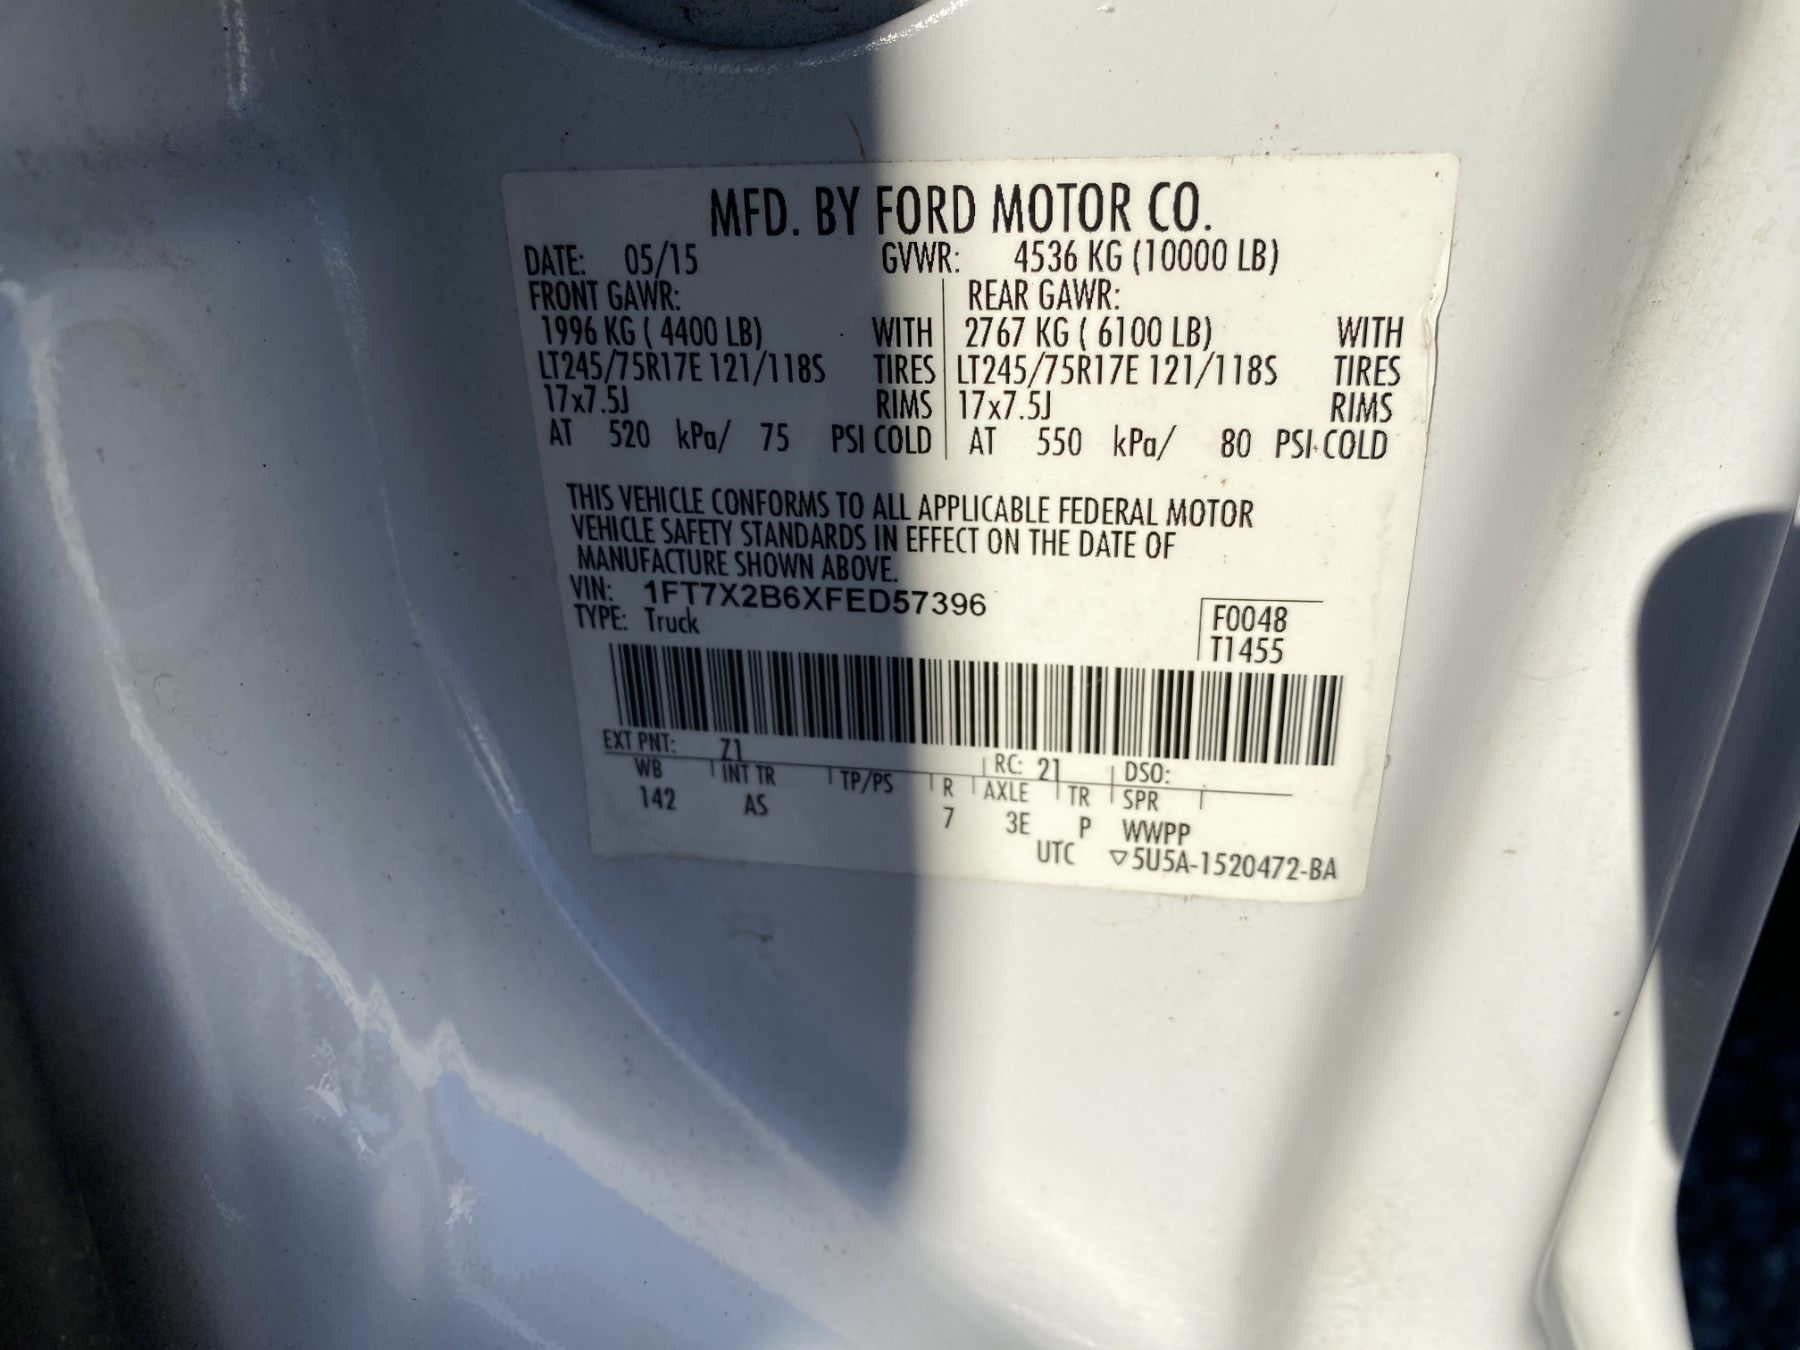 MFD. BY FORD MOTOR CO.
DATE: 05/15 GVWR: 4536 KG (10000 LB)
FRONT GAWR: REAR GAWR:
1996 KG ( 4400 LB) WITH 2767 KG ( 6100 LB) WITH
LT245/75R17E 121/118S TIRES LT245/75R17E 121/118S TIRES
17x7.5J RIMS 17x7.5J RIMS
AT 520 kPa/ 75 PSI COLD AT 550 kPa/ 80 PSI COLD
THIS VEHICLE CONFORMS TO ALL APPLICABLE FEDERAL MOTOR
VEHICLE SAFETY STANDARDS IN EFFECT ON THE DATE OF
MANUFACTURE SHOWN ABOVE.
VIN: 1FT7X2B6XFED57396
TYPE: Truck
F0048
T1455
EXT PNT: Z1 RC: 21 DSO:
WB INT TR TP/PS R AXLE TR SPR
142 AS 7 3E P WWPP
UTC ▽5U5A-1520472-BA